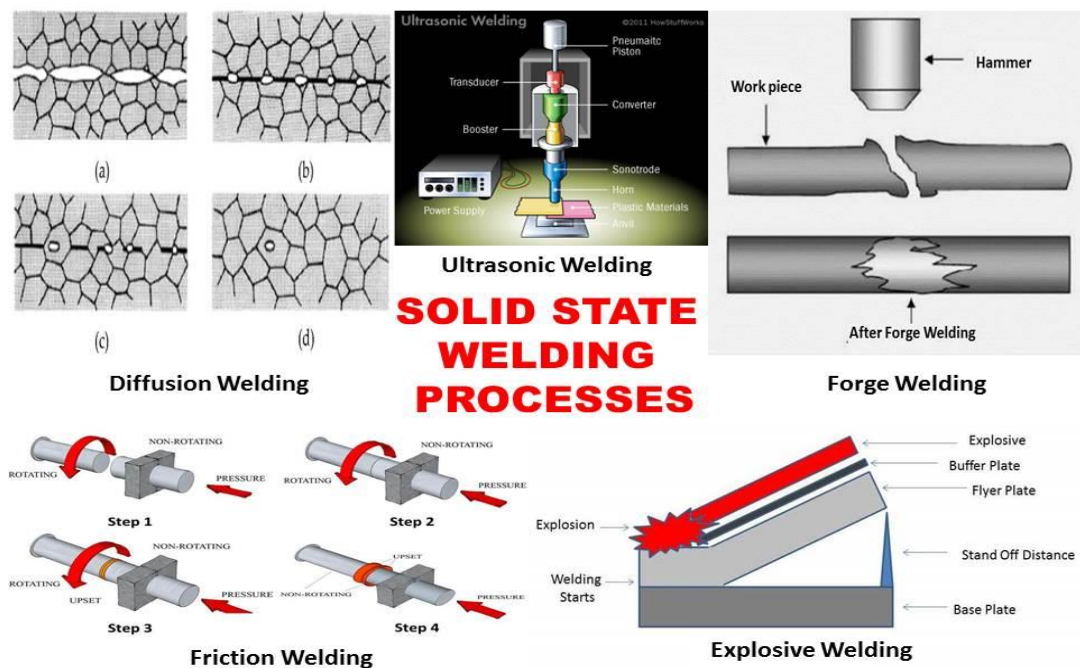 (a)
(b)
(c)
(d)
Diffusion Welding
Ultrasonic Welding
©2011 HowStuffWorks
Pneumaitc
Piston
Transducer
Converter
Booster
Sonotrode
Horn
Power Supply
Plastic Materials
Anvil
Ultrasonic Welding
Hammer
Work piece
After Forge Welding
Forge Welding
SOLID STATE
WELDING
PROCESSES
NON-ROTATING
ROTATING
PRESSURE
Step 1
NON-ROTATING
ROTATING
PRESSURE
Step 2
NON-ROTATING
ROTATING
UPSET
PRESSURE
Step 3
UPSET
NON-ROTATING
PRESSURE
Step 4
Friction Welding
Explosive
Buffer Plate
Flyer Plate
Explosion
Stand Off Distance
Welding
Starts
Base Plate
Explosive Welding